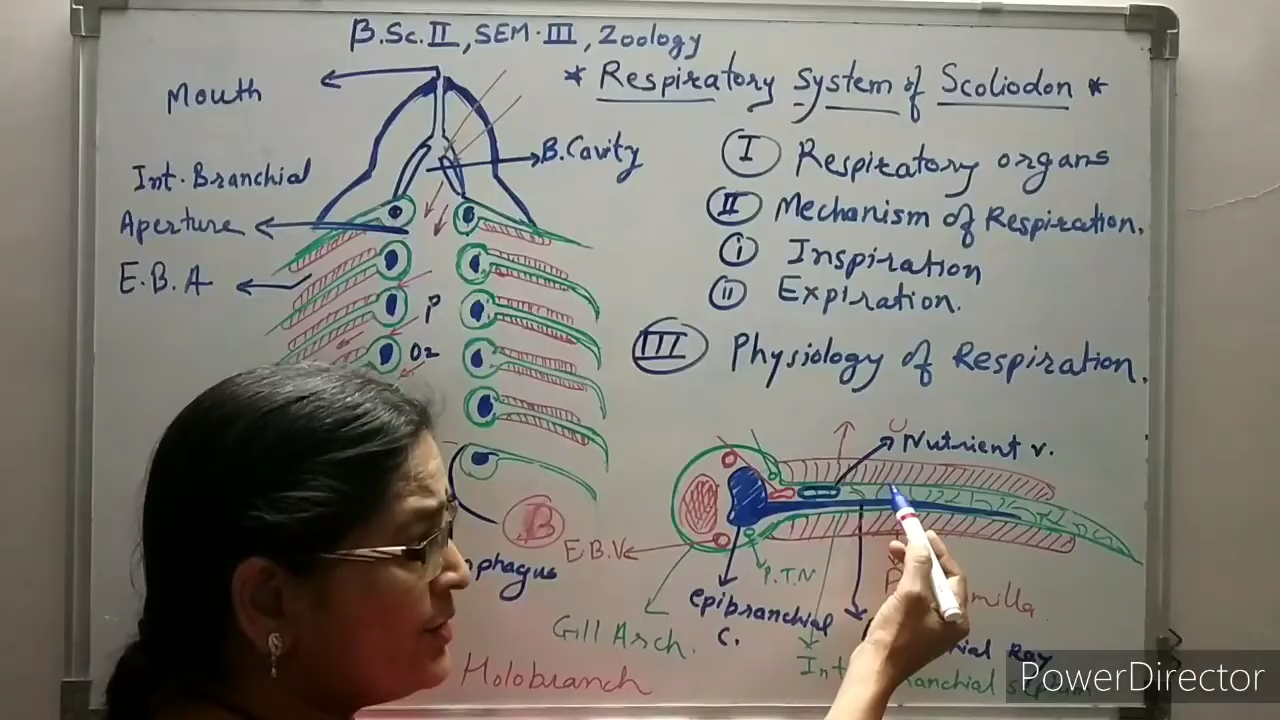 B.Sc.II, SEM·III, Zoology
* Respiratory System of Scoliodon *
Mouth
B.Cavity
Int.Branchial
Aperture
E.B.A
P
O2
I Respiratory organs
II Mechanism of Respiration.
i Inspiration
ii Expiration.
III Physiology of Respiration.
Nutrient v.
B
E.B.V
P.T.N
epibranchial
C.
Gill Arch.
Ray
Holobranch
PowerDirector